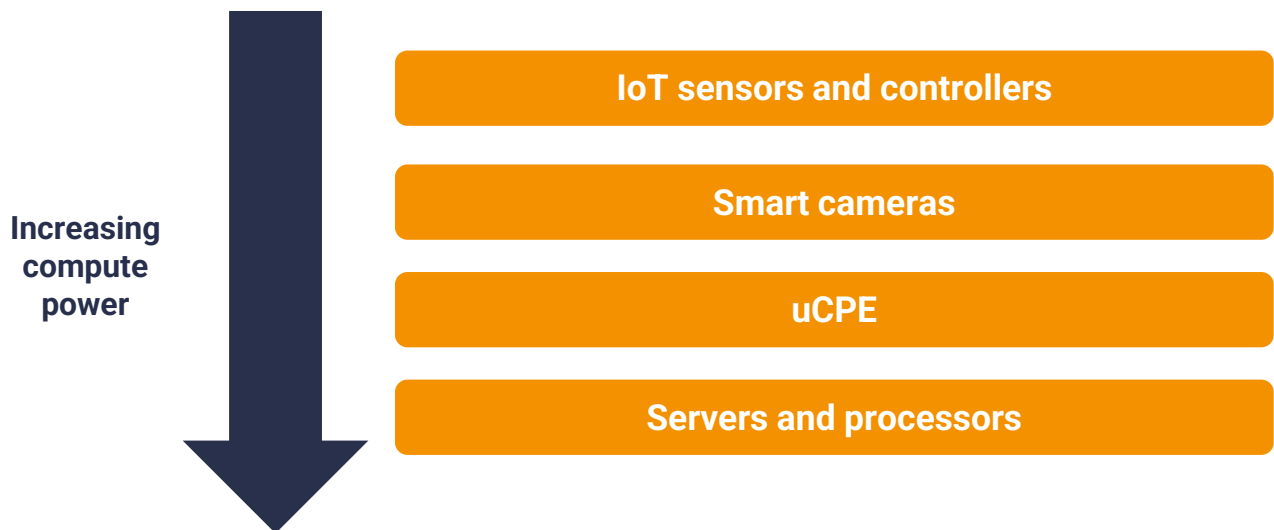 IoT sensors and controllers
Smart cameras
Increasing
compute
power
uCPE
Servers and processors